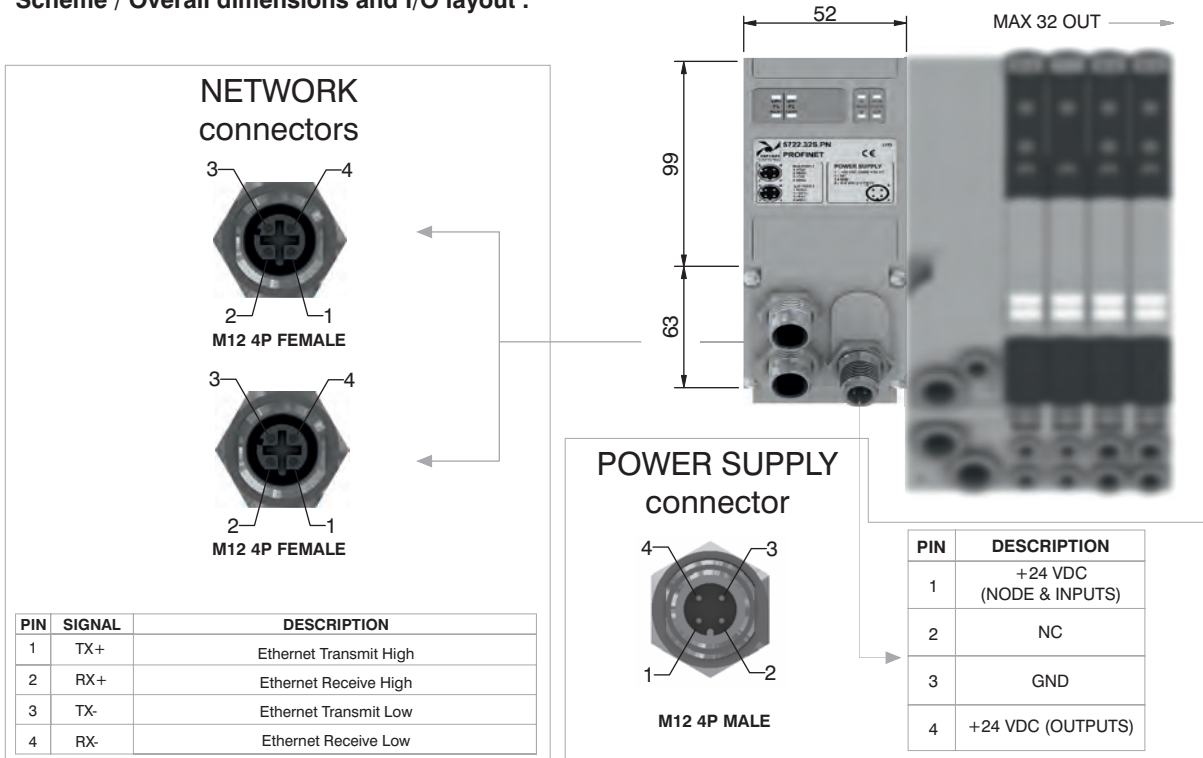 Scheme / Overall dimensions and I/O layout :
52
MAX 32 OUT
99
63
5722.32S.PN
PROFINET
POWER SUPPLY
NETWORK
connectors
3
4
2
1
M12 4P FEMALE
3
4
2
1
M12 4P FEMALE
PIN SIGNAL DESCRIPTION
1 TX+ Ethernet Transmit High
2 RX+ Ethernet Receive High
3 TX- Ethernet Transmit Low
4 RX- Ethernet Receive Low
POWER SUPPLY
connector
4
3
1
2
M12 4P MALE
PIN DESCRIPTION
1 +24 VDC
(NODE & INPUTS)
2 NC
3 GND
4 +24 VDC (OUTPUTS)